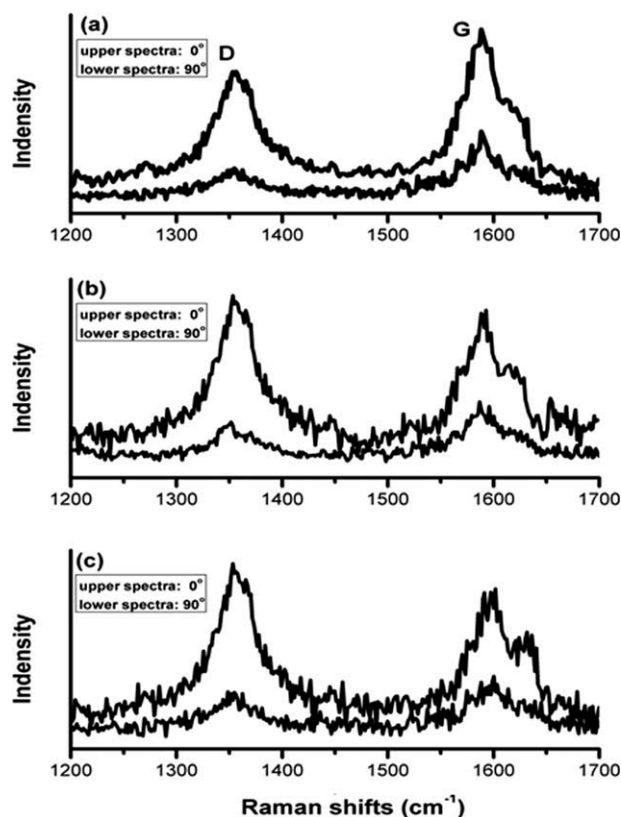 (a)
upper spectra: 0°
lower spectra: 90°
D
G
Indensity
1200 1300 1400 1500 1600 1700
(b)
upper spectra: 0°
lower spectra: 90°
Indensity
1200 1300 1400 1500 1600 1700
(c)
upper spectra: 0°
lower spectra: 90°
Indensity
1200 1300 1400 1500 1600 1700
Raman shifts (cm⁻¹)